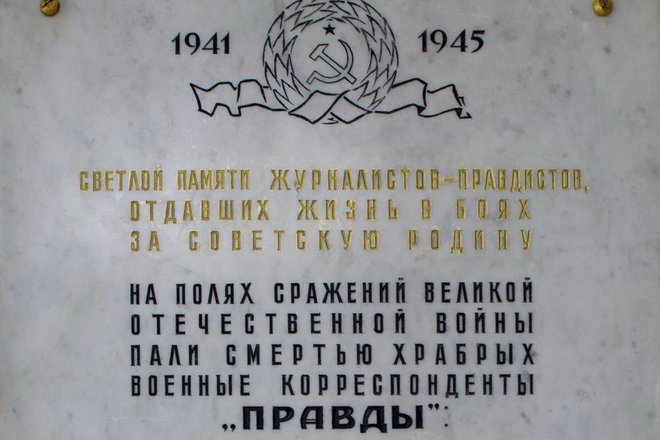 1941 1945
СВЕТЛОЙ ПАМЯТИ ЖУРНАЛИСТОВ-ПРАВДИСТОВ,
ОТДАВШИХ ЖИЗНЬ В БОЯХ
ЗА СОВЕТСКУЮ РОДИНУ
НА ПОЛЯХ СРАЖЕНИЙ ВЕЛИКОЙ
ОТЕЧЕСТВЕННОЙ ВОЙНЫ
ПАЛИ СМЕРТЬЮ ХРАБРЫХ
ВОЕННЫЕ КОРРЕСПОНДЕНТЫ
„ПРАВДЫ":